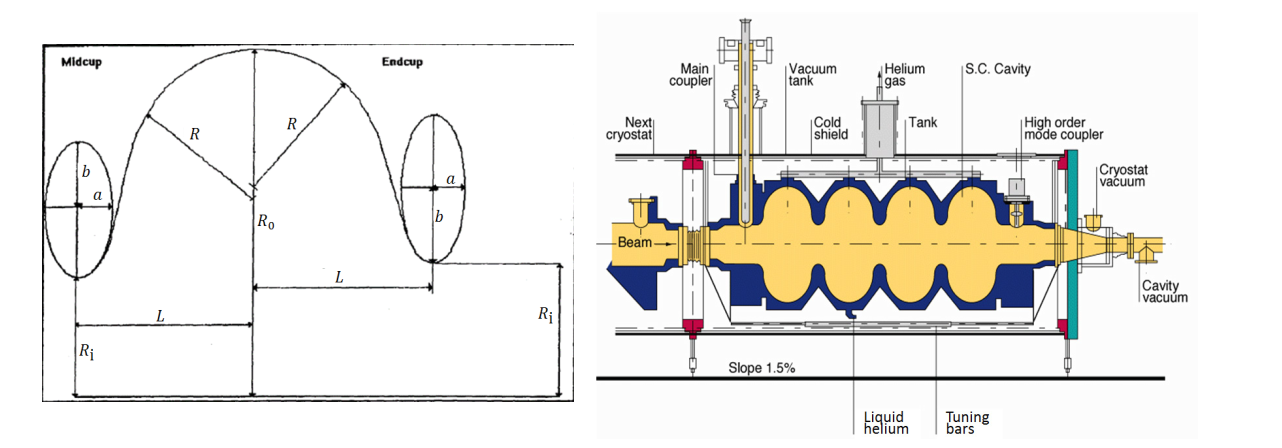 Midcup
Endcup
b
a
R
R
R₀
a
b
L
L
Rᵢ
Rᵢ
Main
coupler
Vacuum
tank
Helium
gas
S.C. Cavity
Next
cryostat
Cold
shield
Tank
High order
mode coupler
Cryostat
vacuum
Beam
Cavity
vacuum
Slope 1.5%
Liquid
helium
Tuning
bars